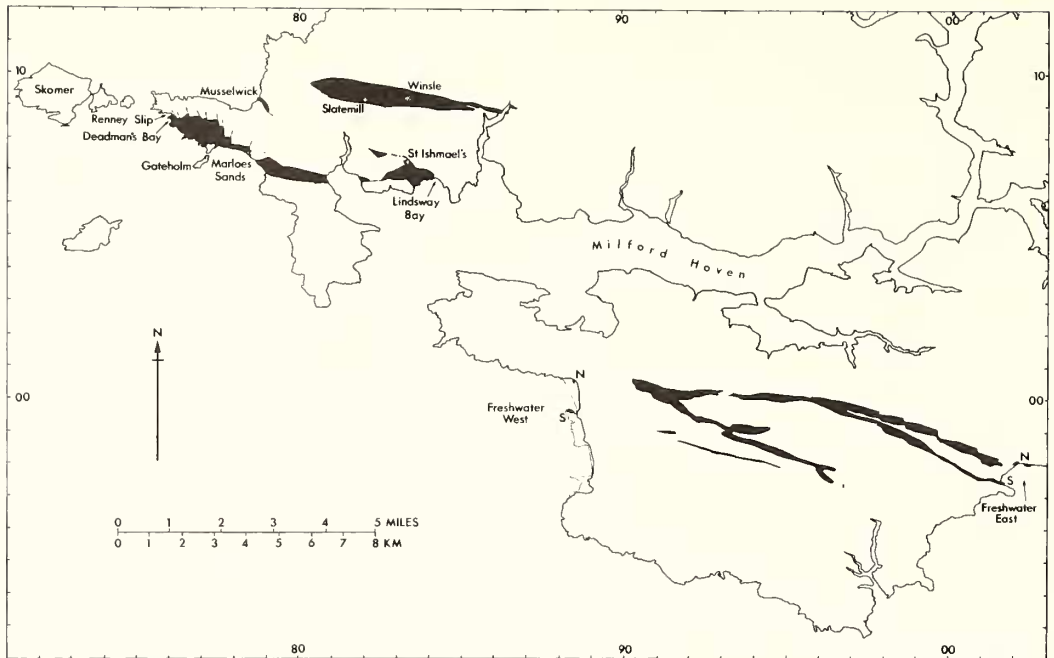 80
90
00
10
10
Skomer
Musselwick
Winsle
Slatemill
Renney Slip
Deadman's Bay
Gateholm
Marloes
Sands
St Ishmael's
Lindsway
Bay
Milford Hoven
N
N
00
00
Freshwater
West
S
N
S
Freshwater
East
0 1 2 3 4 5 MILES
0 1 2 3 4 5 6 7 8 KM
80
90
00